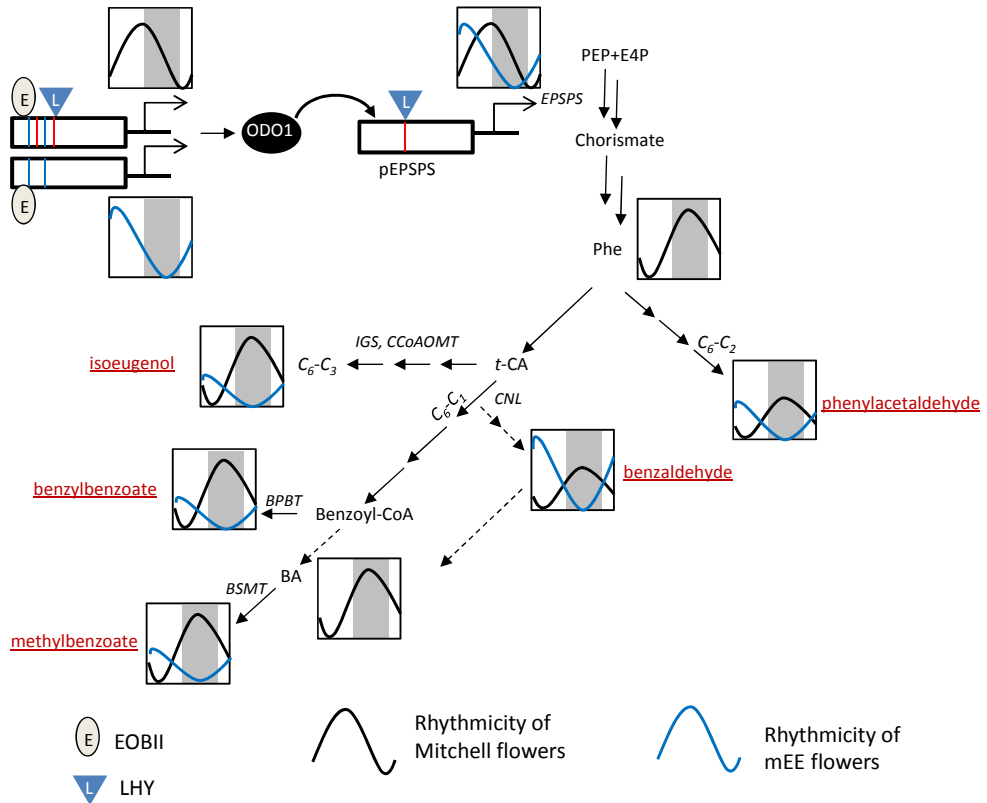 PEP+E4P
E
L
L
EPSPS
ODO1
Chorismate
pEPSPS
E
Phe
IGS, CCoAOMT
C6-C2
isoeugenol
C6-C3
t-CA
phenylacetaldehyde
C6-C1
CNL
benzaldehyde
benzylbenzoate
BPBT
Benzoyl-CoA
BA
BSMT
methylbenzoate
E
EOBII
L
LHY
Rhythmicity of
Mitchell flowers
Rhythmicity of
mEE flowers